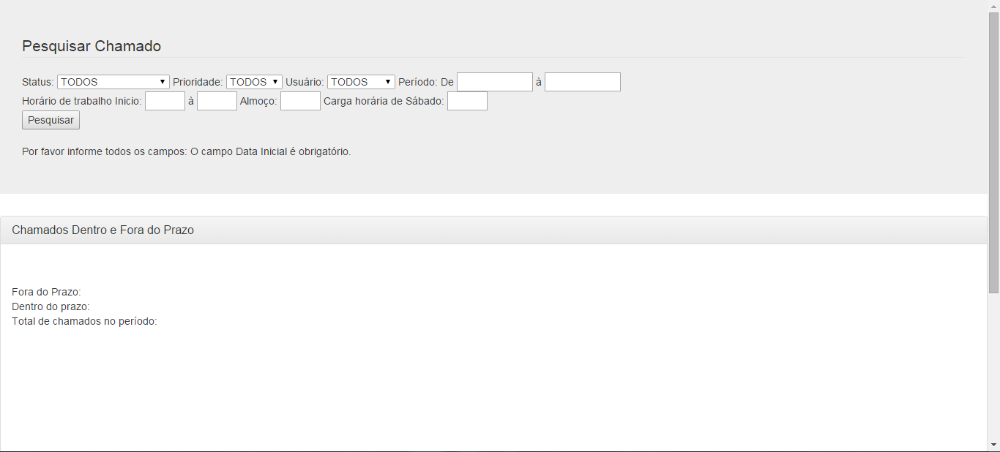 Pesquisar Chamado
Status: TODOS Prioridade: TODOS Usuário: TODOS Período: De à
Horário de trabalho Inicio: à Almoço: Carga horária de Sábado:
Pesquisar
Por favor informe todos os campos: O campo Data Inicial é obrigatório.
Chamados Dentro e Fora do Prazo
Fora do Prazo:
Dentro do prazo:
Total de chamados no período: